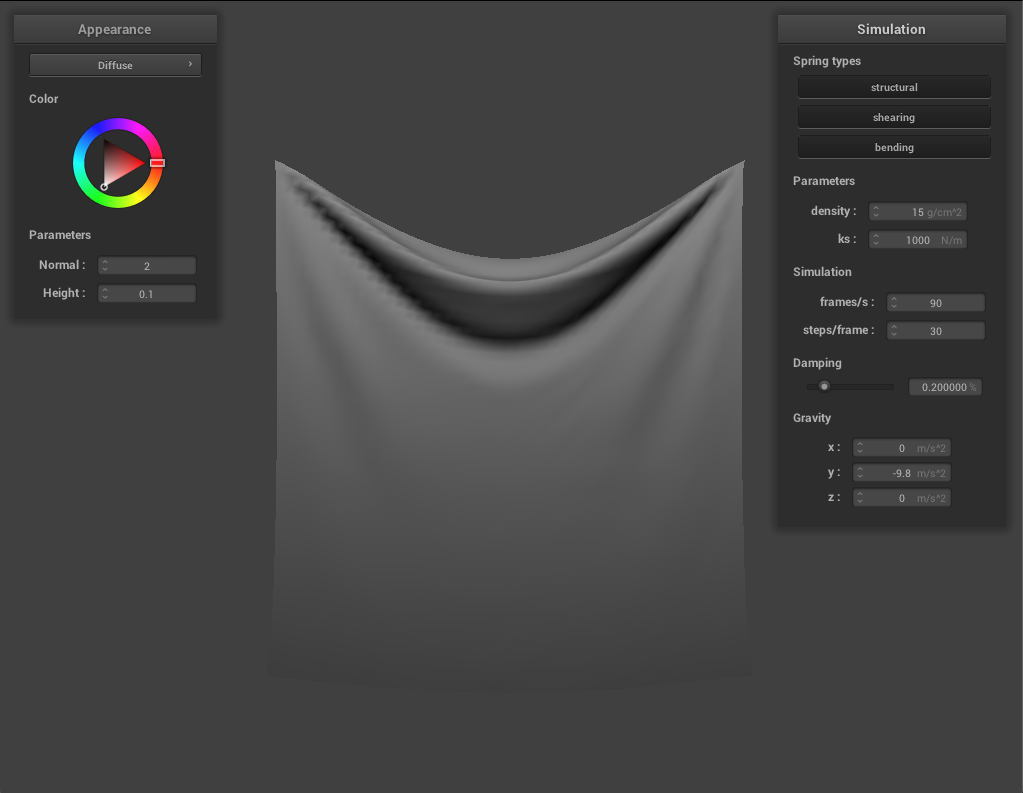 Appearance
Diffuse
Color
Parameters
Normal : 2
Height : 0.1
Simulation
Spring types
structural
shearing
bending
Parameters
density : 15 g/cm^2
ks : 1000 N/m
Simulation
frames/s : 90
steps/frame : 30
Damping
0.200000 %
Gravity
x : 0 m/s^2
y : -9.8 m/s^2
z : 0 m/s^2